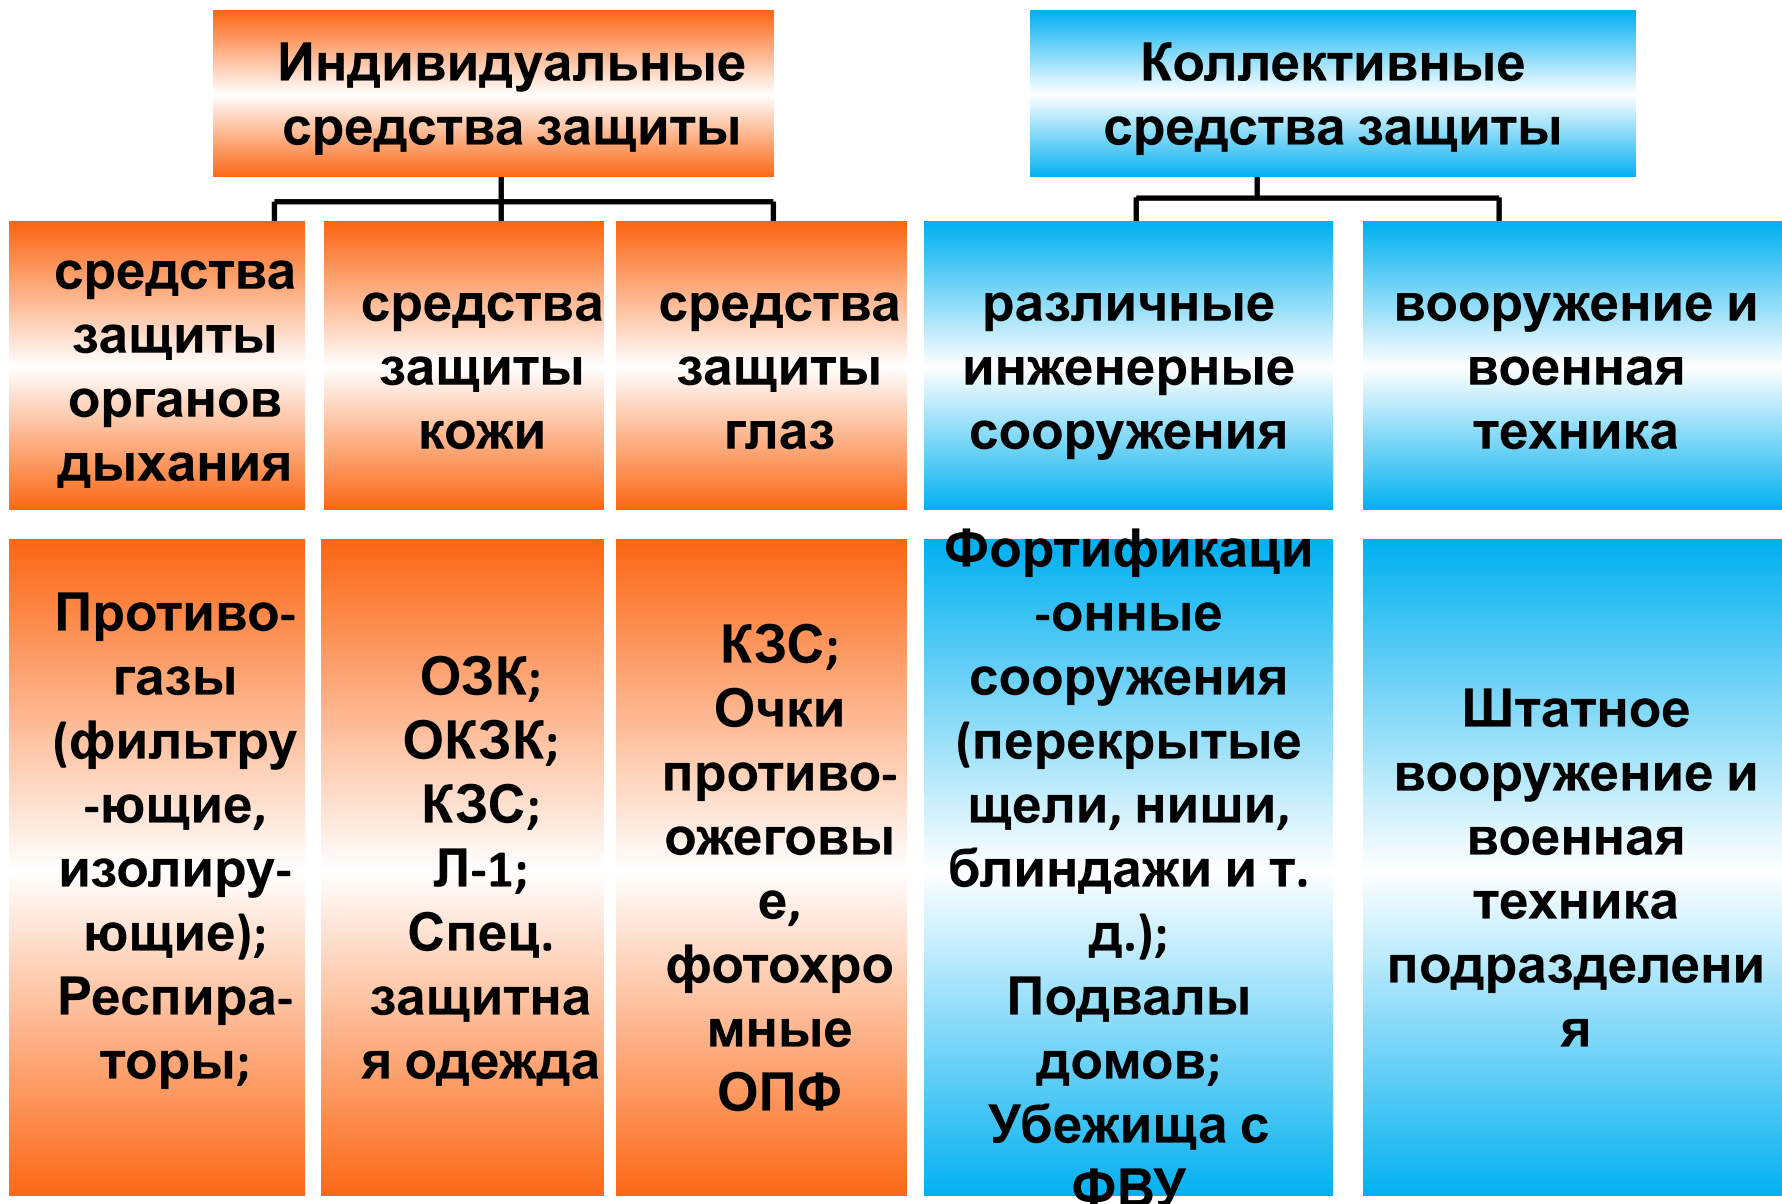 Индивидуальные
средства защиты
Коллективные
средства защиты
средства
защиты
органов
дыхания
средства
защиты
кожи
средства
защиты
глаз
различные
инженерные
сооружения
вооружение и
военная
техника
Противо-
газы
(фильтру
-ющие,
изолиру-
ющие);
Респира-
торы;
ОЗК;
ОКЗК;
КЗС;
Л-1;
Спец.
защитна
я одежда
КЗС;
Очки
противо-
ожеговы
е,
фотохро
мные
ОПФ
Фортификаци
-онные
сооружения
(перекрытые
щели, ниши,
блиндажи и т.
д.);
Подвалы
домов;
Убежища с
ФВУ
Штатное
вооружение и
военная
техника
подразделени
я